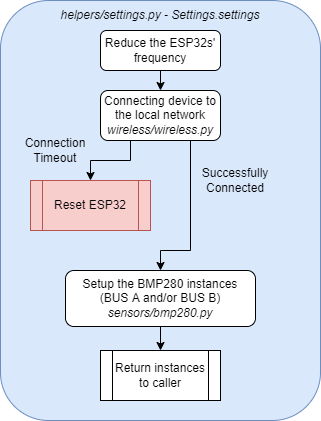 helpers/settings.py - Settings.settings
Reduce the ESP32s'
frequency
Connecting device to
the local network
wireless/wireless.py
Connection
Timeout
Successfully
Connected
Reset ESP32
Setup the BMP280 instances
(BUS A and/or BUS B)
sensors/bmp280.py
Return instances
to caller